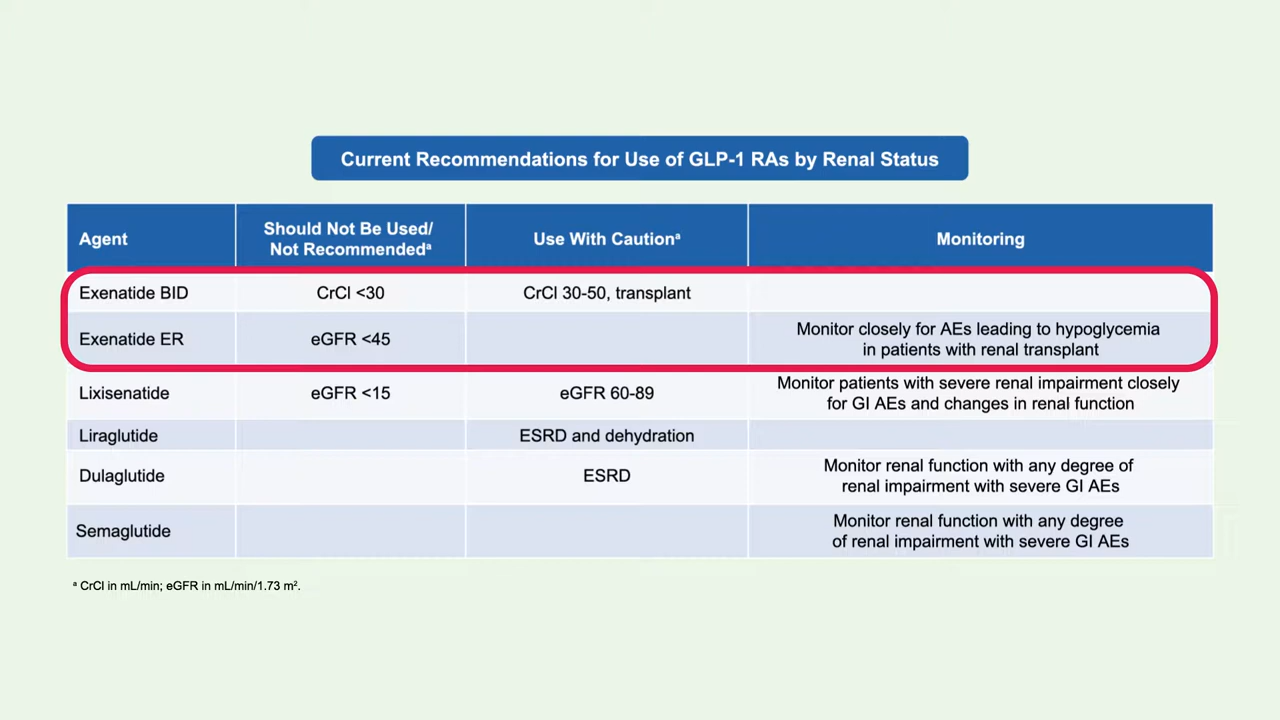 Current Recommendations for Use of GLP-1 RAs by Renal Status
Agent
Should Not Be Used/
Not Recommendedᵃ
Use With Cautionᵃ
Monitoring
Exenatide BID
CrCl <30
CrCl 30-50, transplant
Exenatide ER
eGFR <45
Monitor closely for AEs leading to hypoglycemia
in patients with renal transplant
Lixisenatide
eGFR <15
eGFR 60-89
Monitor patients with severe renal impairment closely
for GI AEs and changes in renal function
Liraglutide
ESRD and dehydration
Dulaglutide
ESRD
Monitor renal function with any degree of
renal impairment with severe GI AEs
Semaglutide
Monitor renal function with any degree
of renal impairment with severe GI AEs
ᵃ CrCl in mL/min; eGFR in mL/min/1.73 m².